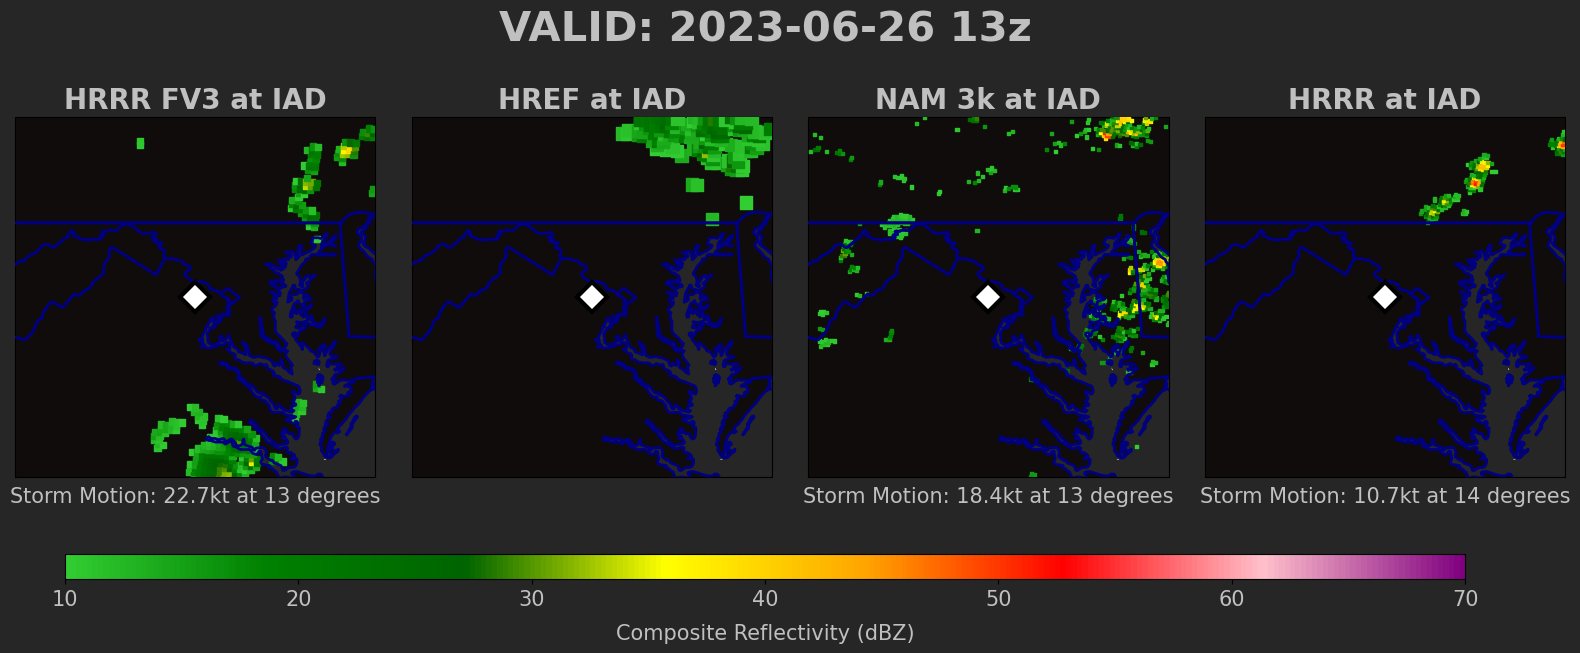 VALID: 2023-06-26 13z
HRRR FV3 at IAD
HREF at IAD
NAM 3k at IAD
HRRR at IAD
Storm Motion: 22.7kt at 13 degrees
Storm Motion: 18.4kt at 13 degrees
Storm Motion: 10.7kt at 14 degrees
10 20 30 40 50 60 70
Composite Reflectivity (dBZ)